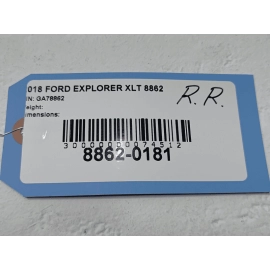 018 FORD EXPLORER XLT 8862
R.R.
IN: GA78862
eight:
imensions:
3000000074512
8862-0181